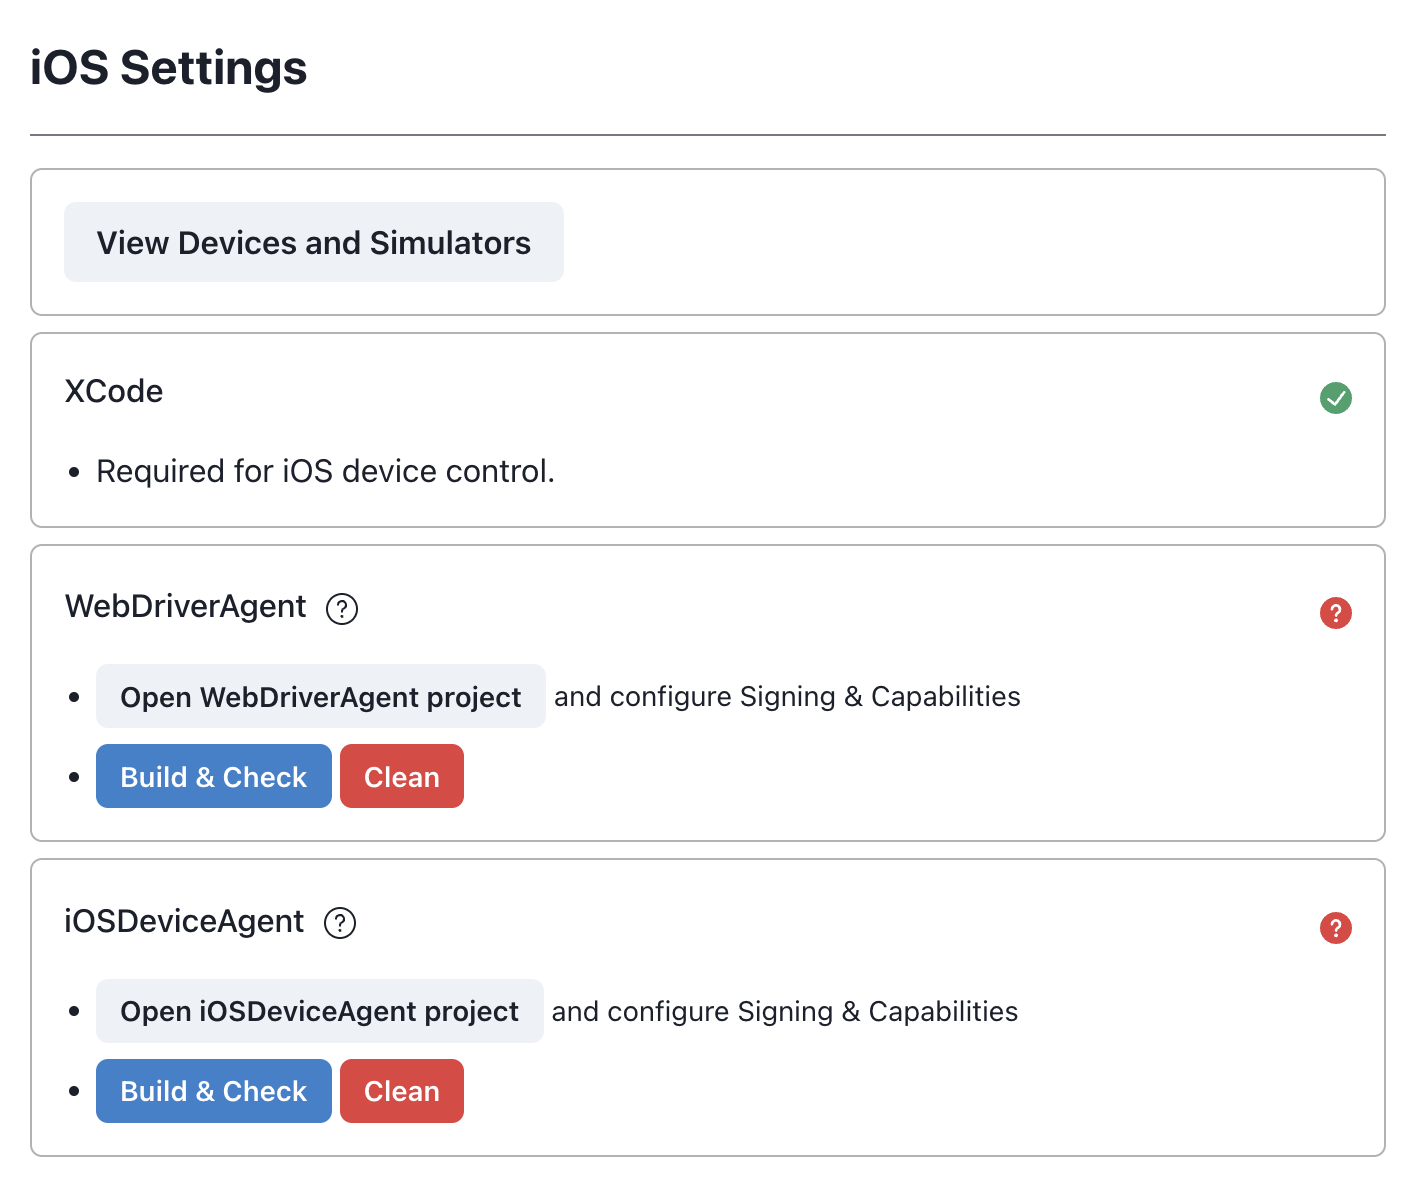 iOS Settings
View Devices and Simulators
XCode
• Required for iOS device control.
WebDriverAgent ?
?
• Open WebDriverAgent project and configure Signing & Capabilities
• Build & Check Clean
iOSDeviceAgent ?
?
• Open iOSDeviceAgent project and configure Signing & Capabilities
• Build & Check Clean